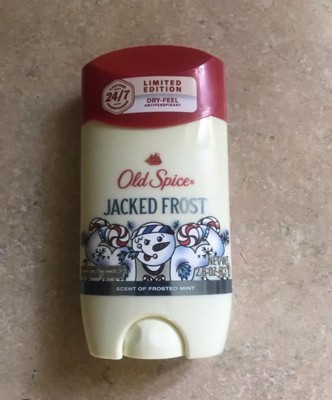 24/7
LIMITED
EDITION
DRY-FEEL
ANTIPERSPIRANT
Old Spice
JACKED FROST
NET WT
2.6 OZ (73 g)
SCENT OF FROSTED MINT